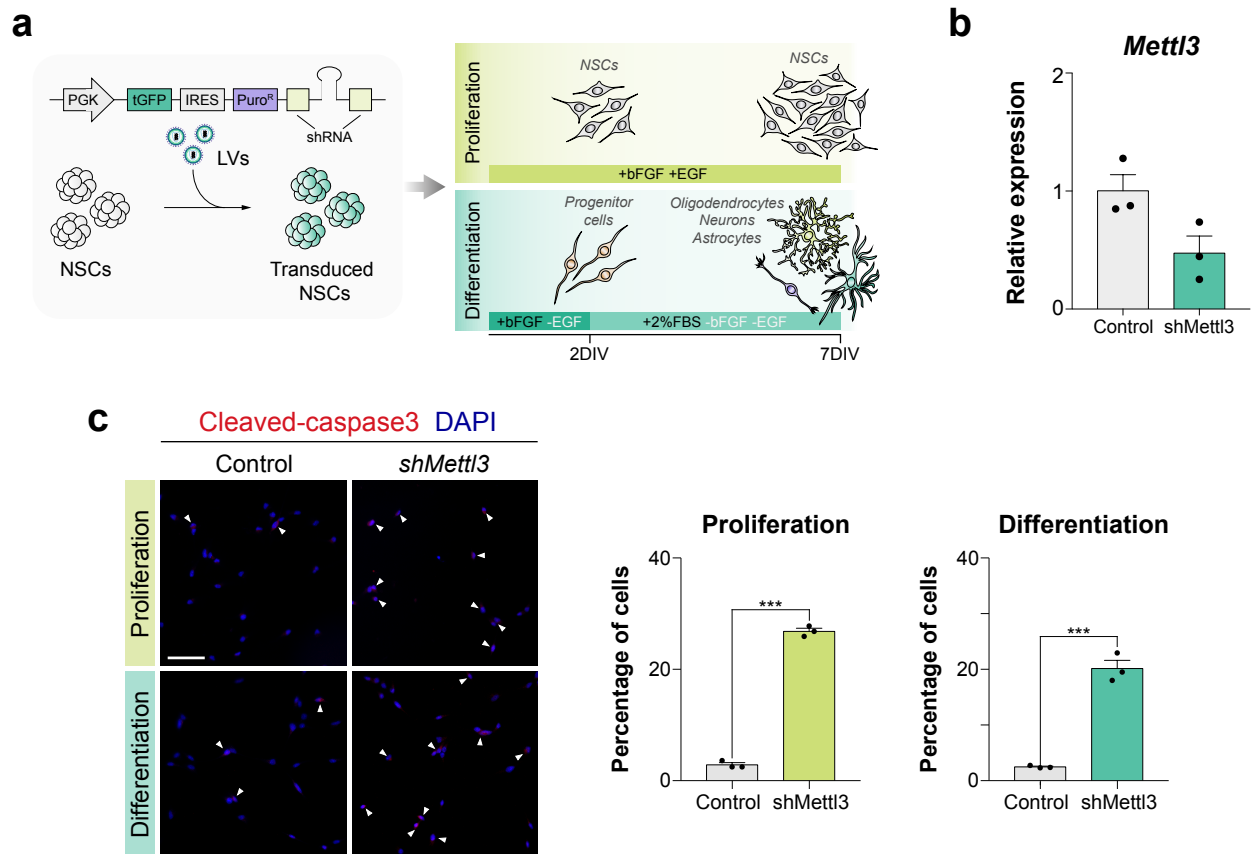 a
PGK
tGFP
IRES
Puro^R
shRNA
LVs
NSCs
Transduced
NSCs
Proliferation
NSCs
NSCs
+bFGF +EGF
Differentiation
Progenitor
cells
Oligodendrocytes
Neurons
Astrocytes
+bFGF -EGF
+2%FBS -bFGF -EGF
2DIV
7DIV
b
Mettl3
Relative expression
2
1
0
Control
shMettl3
c
Cleaved-caspase3 DAPI
Control
shMettl3
Proliferation
Differentiation
Proliferation
Percentage of cells
40
20
0
***
Control
shMettl3
Differentiation
Percentage of cells
40
20
0
***
Control
shMettl3